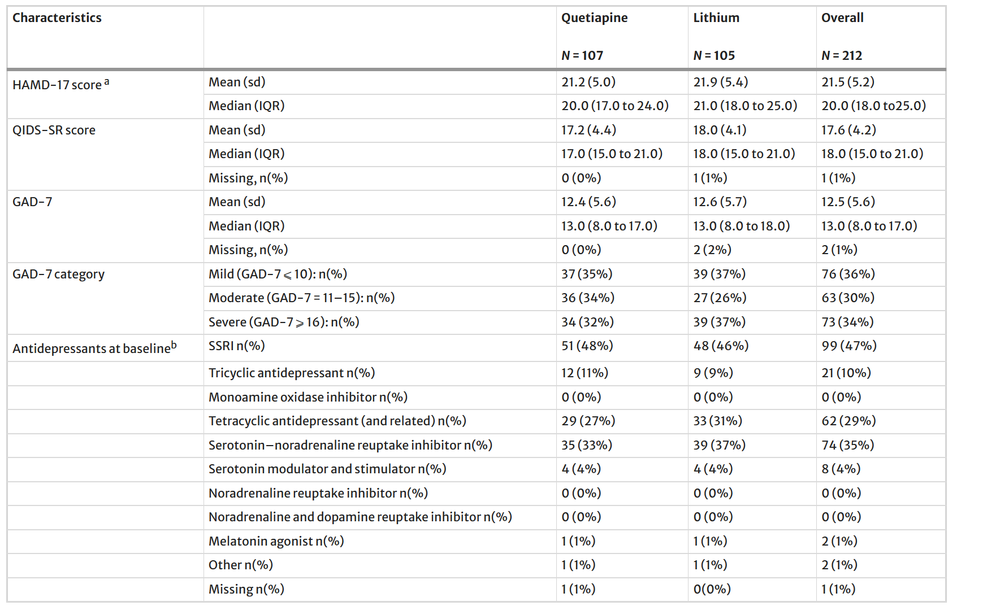 Characteristics Quetiapine Lithium Overall
N = 107 N = 105 N = 212
HAMD-17 score a Mean (sd) 21.2 (5.0) 21.9 (5.4) 21.5 (5.2)
Median (IQR) 20.0 (17.0 to 24.0) 21.0 (18.0 to 25.0) 20.0 (18.0 to25.0)
QIDS-SR score Mean (sd) 17.2 (4.4) 18.0 (4.1) 17.6 (4.2)
Median (IQR) 17.0 (15.0 to 21.0) 18.0 (15.0 to 21.0) 18.0 (15.0 to 21.0)
Missing, n(%) 0 (0%) 1 (1%) 1 (1%)
GAD-7 Mean (sd) 12.4 (5.6) 12.6 (5.7) 12.5 (5.6)
Median (IQR) 13.0 (8.0 to 17.0) 13.0 (8.0 to 18.0) 13.0 (8.0 to 17.0)
Missing, n(%) 0 (0%) 2 (2%) 2 (1%)
GAD-7 category Mild (GAD-7 ⩽ 10): n(%) 37 (35%) 39 (37%) 76 (36%)
Moderate (GAD-7 = 11–15): n(%) 36 (34%) 27 (26%) 63 (30%)
Severe (GAD-7 ⩾ 16): n(%) 34 (32%) 39 (37%) 73 (34%)
Antidepressants at baseline b SSRI n(%) 51 (48%) 48 (46%) 99 (47%)
Tricyclic antidepressant n(%) 12 (11%) 9 (9%) 21 (10%)
Monoamine oxidase inhibitor n(%) 0 (0%) 0 (0%) 0 (0%)
Tetracyclic antidepressant (and related) n(%) 29 (27%) 33 (31%) 62 (29%)
Serotonin–noradrenaline reuptake inhibitor n(%) 35 (33%) 39 (37%) 74 (35%)
Serotonin modulator and stimulator n(%) 4 (4%) 4 (4%) 8 (4%)
Noradrenaline reuptake inhibitor n(%) 0 (0%) 0 (0%) 0 (0%)
Noradrenaline and dopamine reuptake inhibitor n(%) 0 (0%) 0 (0%) 0 (0%)
Melatonin agonist n(%) 1 (1%) 1 (1%) 2 (1%)
Other n(%) 1 (1%) 1 (1%) 2 (1%)
Missing n(%) 1 (1%) 0(0%) 1 (1%)